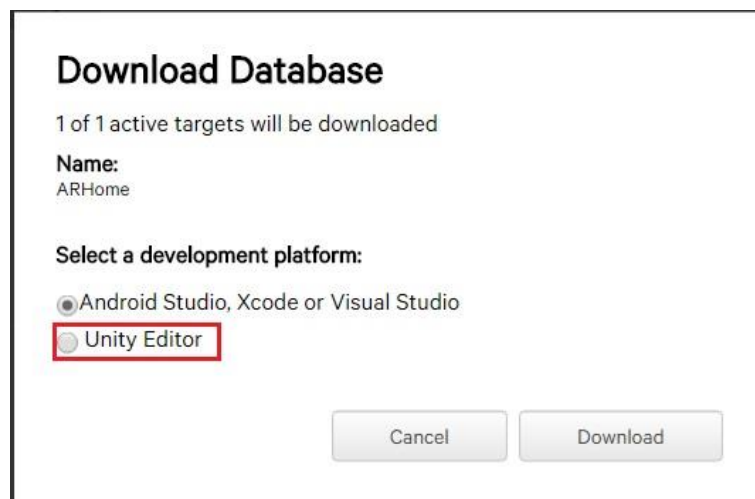 Download Database
1 of 1 active targets will be downloaded
Name:
ARHome
Select a development platform:
Android Studio, Xcode or Visual Studio
Unity Editor
Cancel Download